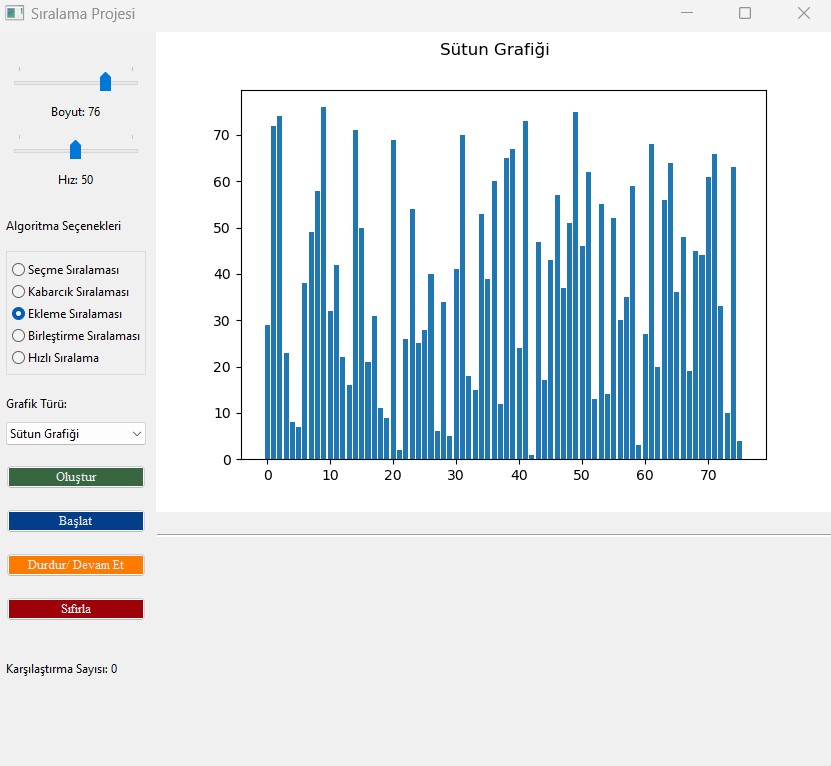 Sıralama Projesi
Boyut: 76
Hız: 50
Algoritma Seçenekleri
Seçme Sıralaması
Kabarcık Sıralaması
Ekleme Sıralaması
Birleştirme Sıralaması
Hızlı Sıralama
Grafik Türü:
Sütun Grafiği
Oluştur
Başlat
Durdur/ Devam Et
Sıfırla
Karşılaştırma Sayısı: 0
Sütun Grafiği
70
60
50
40
30
20
10
0
0 10 20 30 40 50 60 70